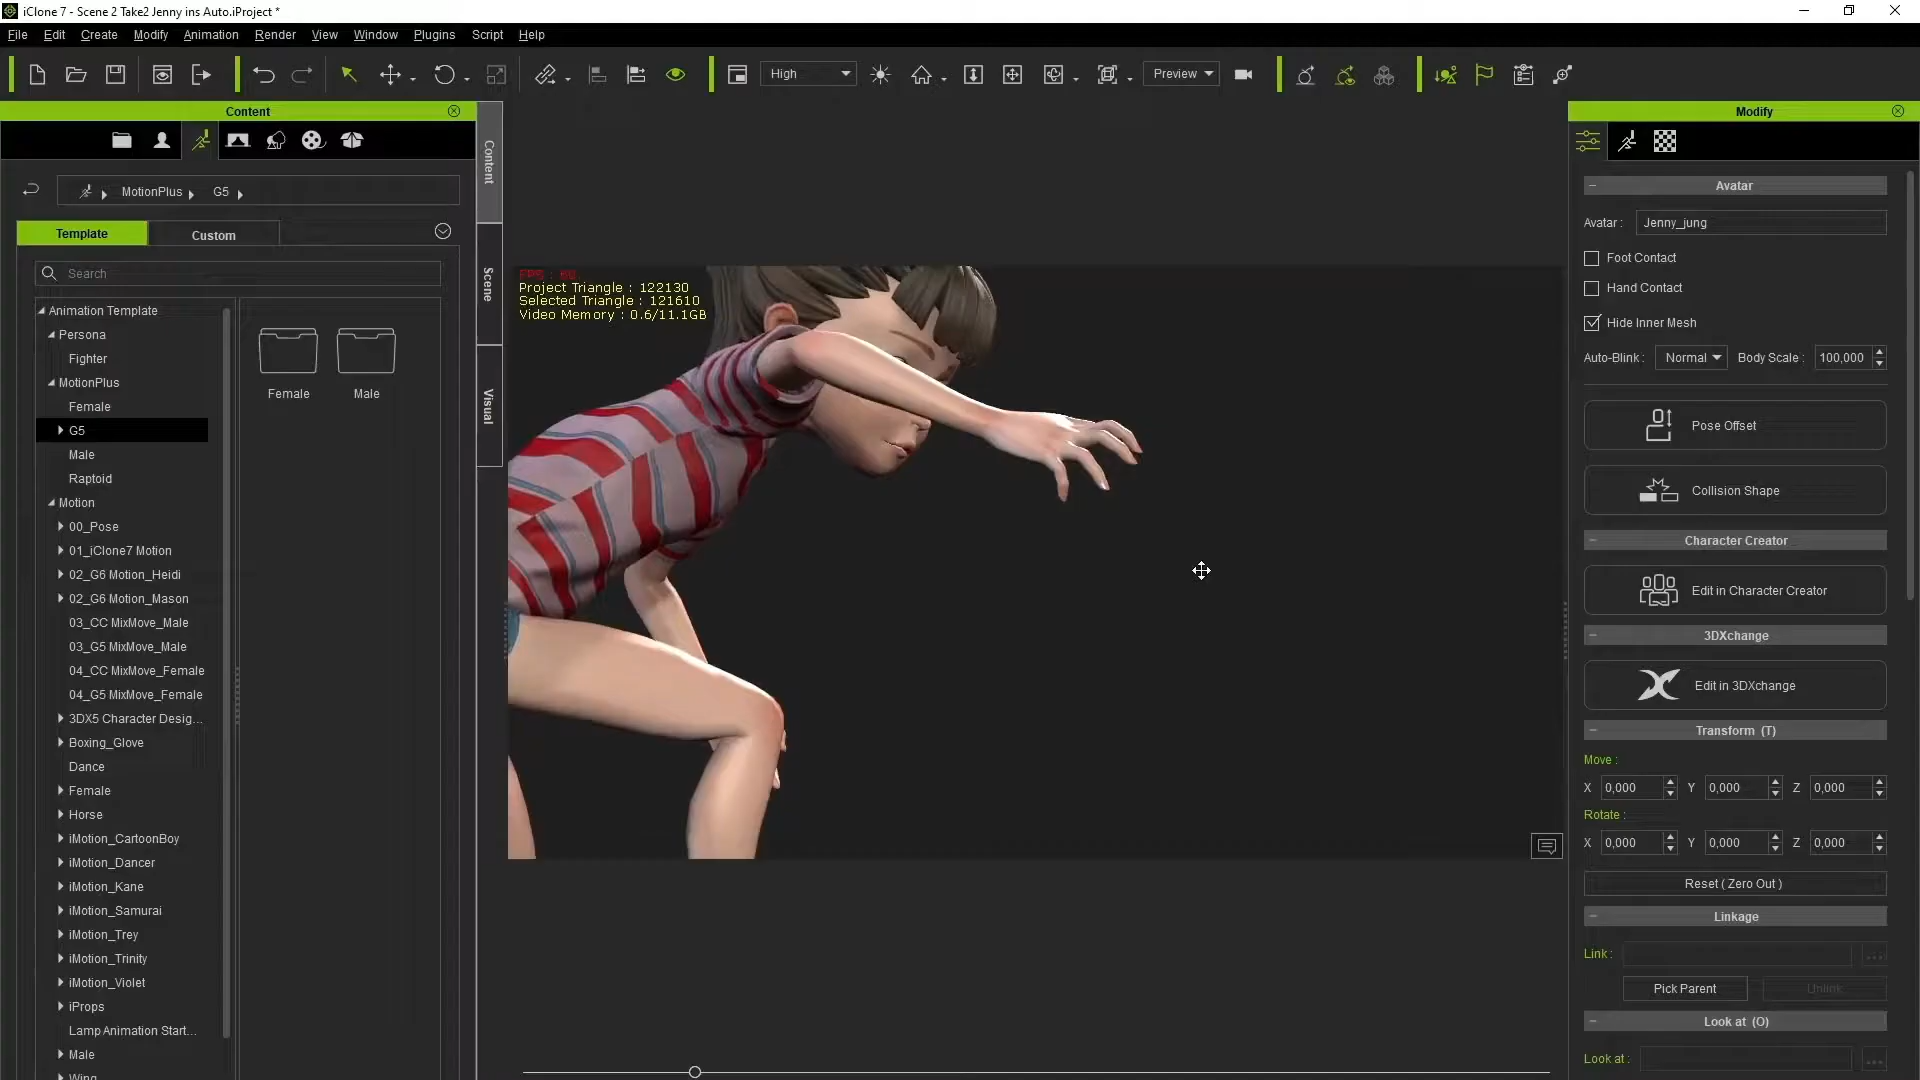 iClone 7 - Scene 2 Take2 Jenny ins Auto.iProject *
File Edit Create Modify Animation Render View Window Plugins Script Help
High
Preview
Content
MotionPlus G5
Template Custom
Search
Animation Template
Persona
Fighter
MotionPlus
Female
G5
Male
Raptoid
Motion
00_Pose
01_iClone7 Motion
02_G6 Motion_Heidi
02_G6 Motion_Mason
03_CC MixMove_Male
03_G5 MixMove_Male
04_CC MixMove_Female
04_G5 MixMove_Female
3DX5 Character Desig...
Boxing_Glove
Dance
Female
Horse
iMotion_CartoonBoy
iMotion_Dancer
iMotion_Kane
iMotion_Samurai
iMotion_Trey
iMotion_Trinity
iMotion_Violet
iProps
Lamp Animation Start...
Male
Wing
Female Male
Content
Scene
Visual
Project Triangle : 122130
Selected Triangle : 121610
Video Memory : 0.6/11.1GB
Modify
Avatar
Avatar : Jenny_jung
Foot Contact
Hand Contact
Hide Inner Mesh
Auto-Blink : Normal Body Scale : 100,000
Pose Offset
Collision Shape
Character Creator
Edit in Character Creator
3DXchange
Edit in 3DXchange
Transform (T)
Move :
X 0,000 Y 0,000 Z 0,000
Rotate :
X 0,000 Y 0,000 Z 0,000
Reset ( Zero Out )
Linkage
Link :
Pick Parent Unlink
Look at (O)
Look at :